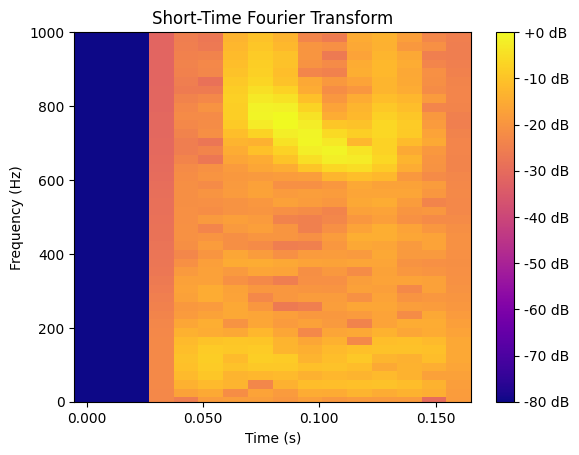 Short-Time Fourier Transform
1000
800
600
400
200
0
Frequency (Hz)
0.000
0.050
0.100
0.150
Time (s)
+0 dB
-10 dB
-20 dB
-30 dB
-40 dB
-50 dB
-60 dB
-70 dB
-80 dB